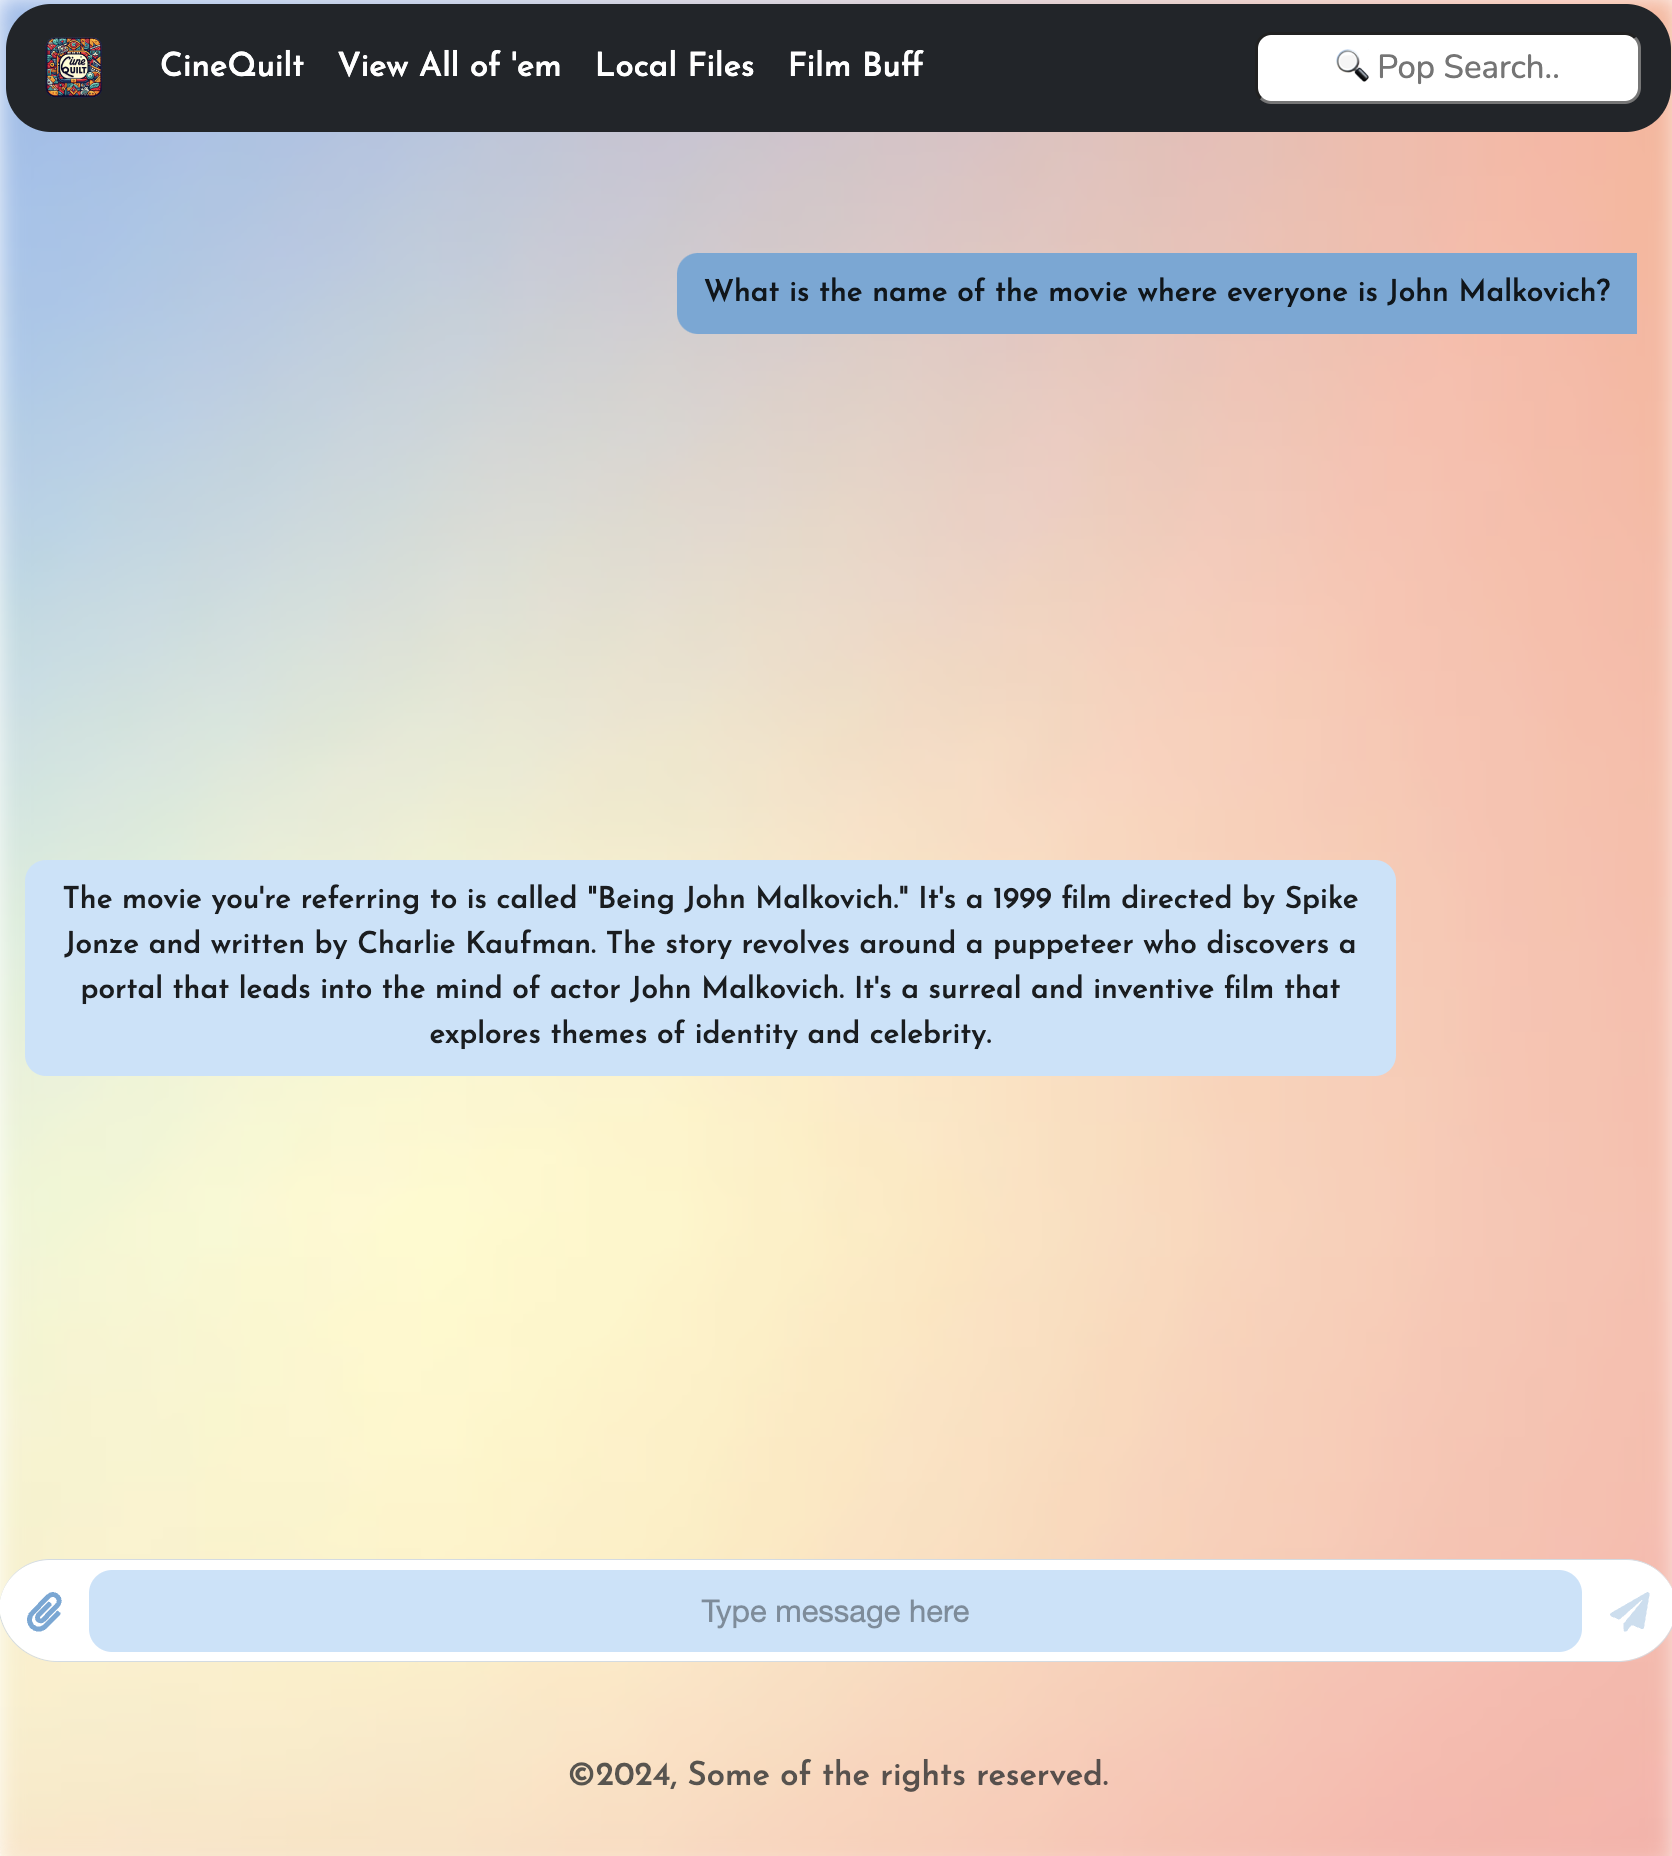 Cine
QUILT
CineQuilt View All of 'em Local Files Film Buff
Pop Search..
What is the name of the movie where everyone is John Malkovich?
The movie you're referring to is called "Being John Malkovich." It's a 1999 film directed by Spike
Jonze and written by Charlie Kaufman. The story revolves around a puppeteer who discovers a
portal that leads into the mind of actor John Malkovich. It's a surreal and inventive film that
explores themes of identity and celebrity.
Type message here
©2024, Some of the rights reserved.